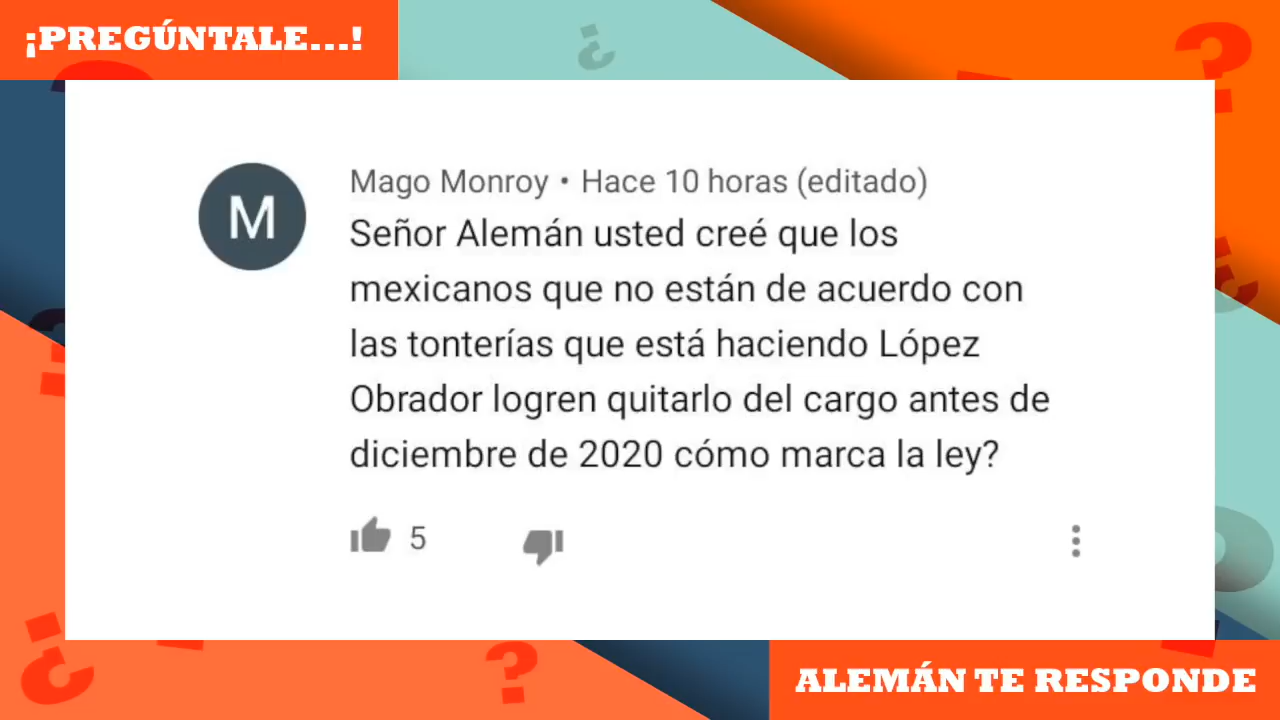 ¡PREGÚNTALE...!
M
Mago Monroy • Hace 10 horas (editado)
Señor Alemán usted creé que los
mexicanos que no están de acuerdo con
las tonterías que está haciendo López
Obrador logren quitarlo del cargo antes de
diciembre de 2020 cómo marca la ley?
5
ALEMÁN TE RESPONDE